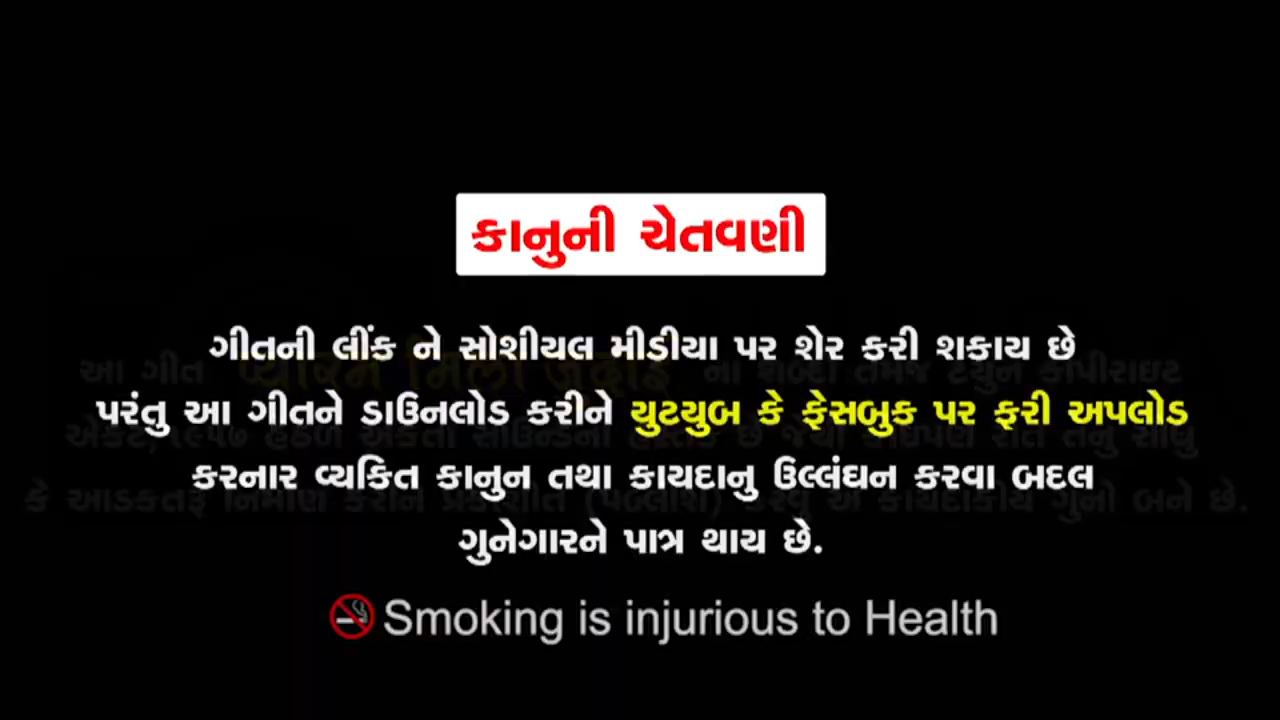 કાનુની ચેતવણી
ગીતની લીંક ને સોશીયલ મીડીયા પર શેર કરી શકાય છે
પરંતુ આ ગીતને ડાઉનલોડ કરીને યુટયુબ કે ફેસબુક પર ફરી અપલોડ
કરનાર વ્યકિત કાનુન તથા કાયદાનુ ઉલ્લંઘન કરવા બદલ
ગુનેગારને પાત્ર થાય છે.
Smoking is injurious to Health